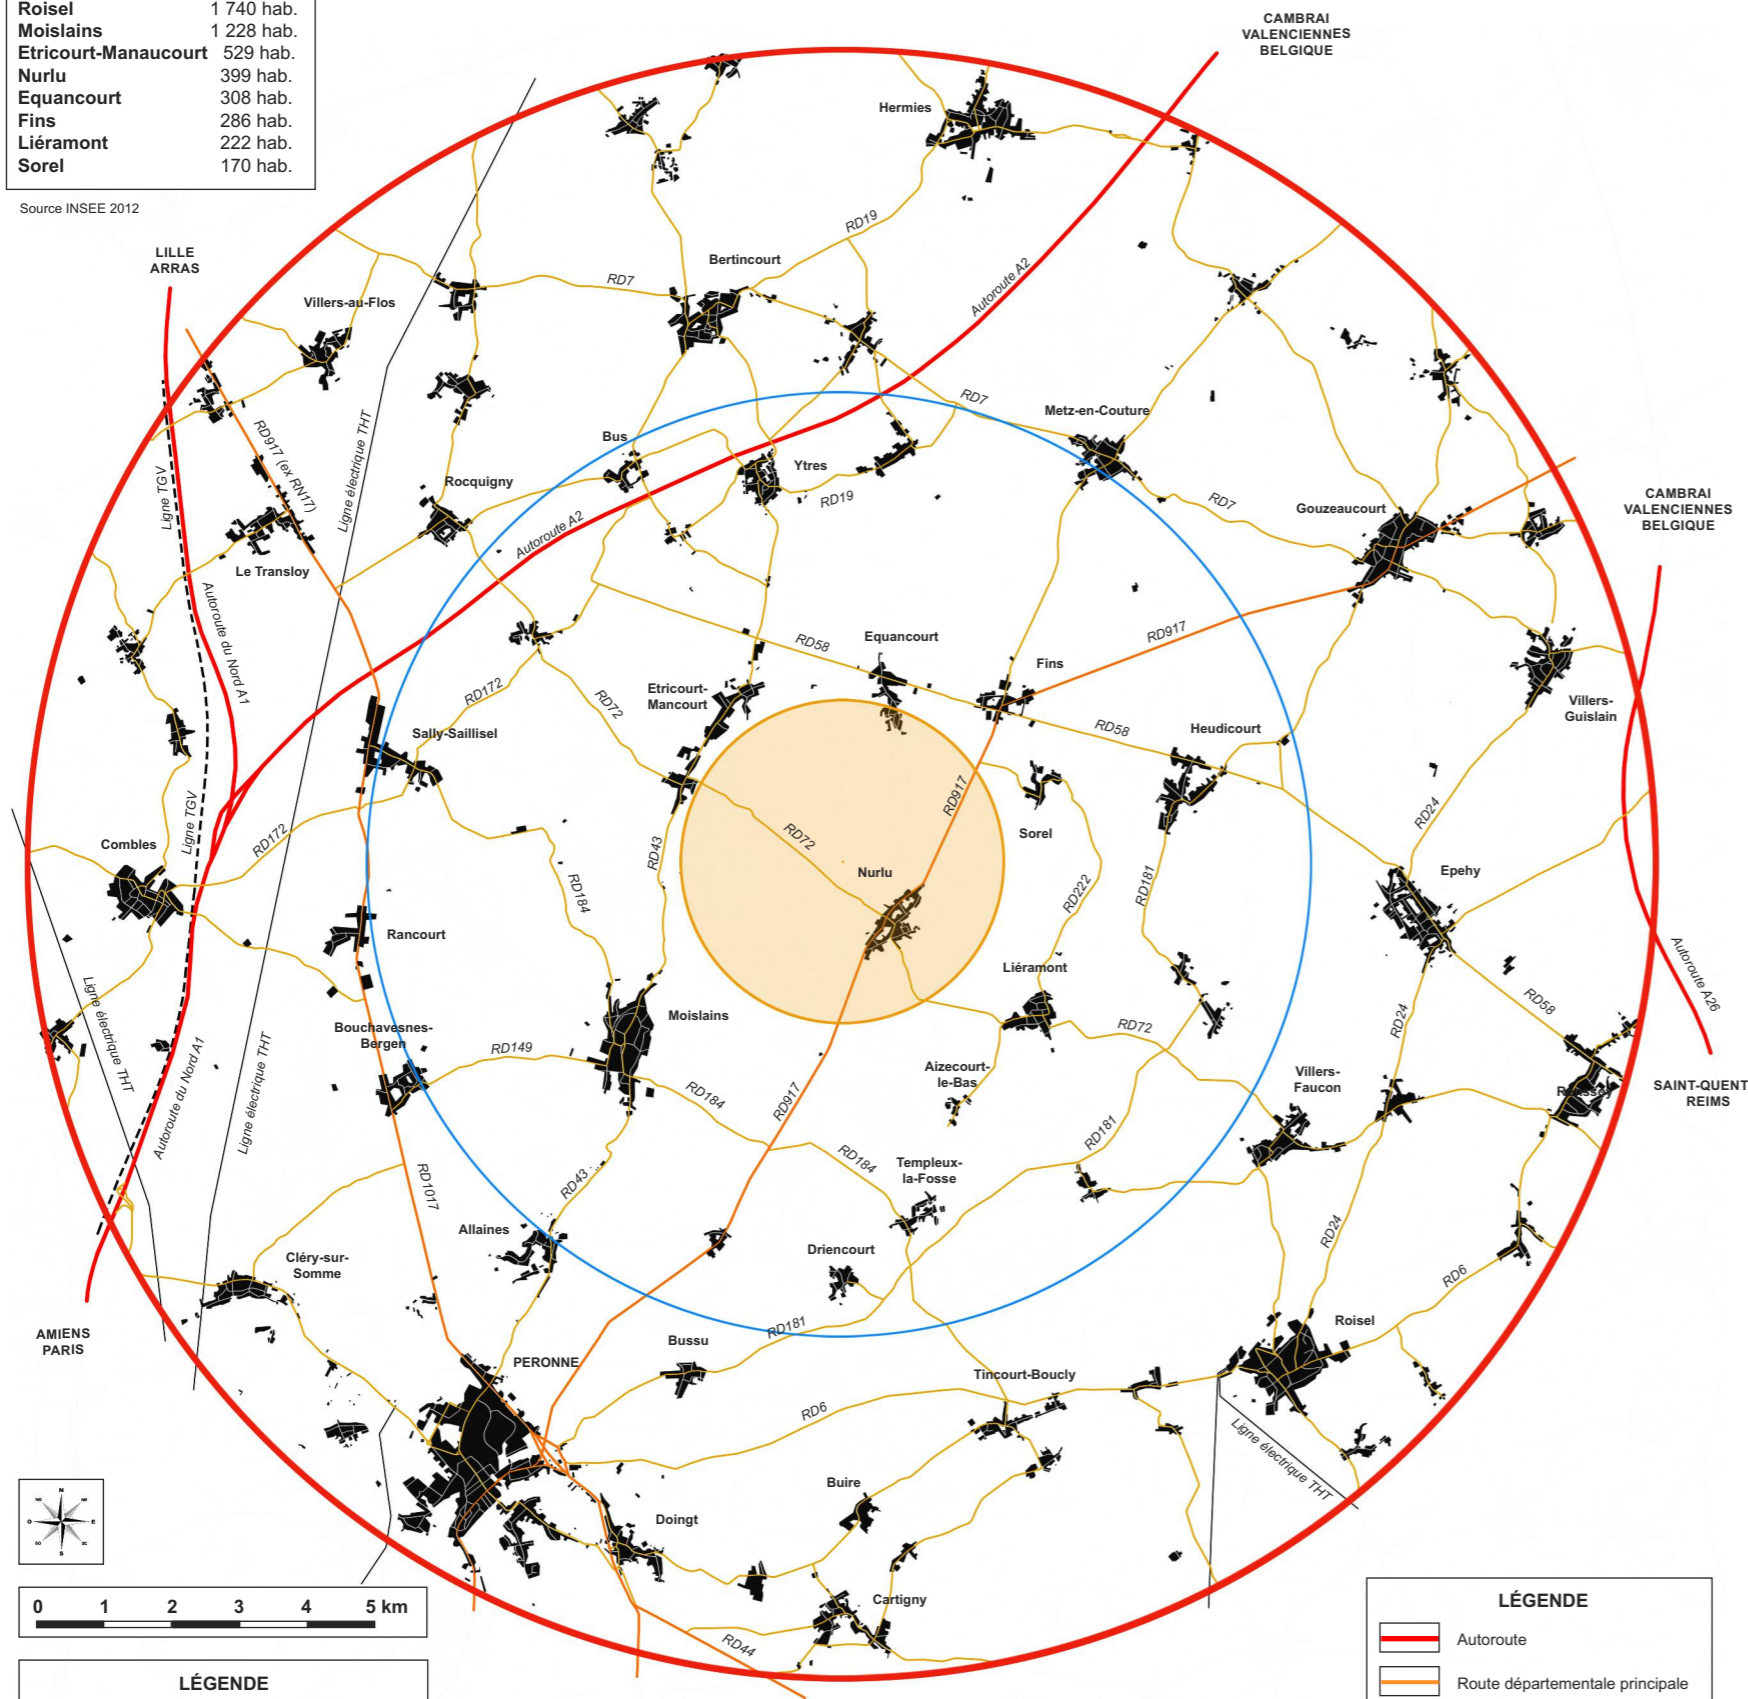 Roisel 1 740 hab.
Moislains 1 228 hab.
Etricourt-Manaucourt 529 hab.
Nurlu 399 hab.
Equancourt 308 hab.
Fins 286 hab.
Liéramont 222 hab.
Sorel 170 hab.
Source INSEE 2012
CAMBRAI
VALENCIENNES
BELGIQUE
Hermies
LILLE
ARRAS
RD19
Bertincourt
RD7
Autoroute A2
Villers-au-Flos
RD7
Metz-en-Couture
RD917 (ex RN17)
Ligne électrique THT
Bus
Ytres
Rocquigny
RD19
Ligne TGV
RD7
Gouzeaucourt
CAMBRAI
VALENCIENNES
BELGIQUE
Autoroute A2
Le Transloy
Autoroute du Nord A1
RD58
Equancourt
RD917
Fins
RD172
RD72
Etricourt-
Mancourt
Villers-
Guislain
Sally-Saillisel
RD58
Heudicourt
RD917
Ligne TGV
RD24
Combles
RD172
RD43
RD72
Sorel
Nurlu
Epehy
RD184
RD222
RD181
Rancourt
Liéramont
Autoroute A26
Ligne électrique THT
Moislains
RD58
Bouchavesnes-
Bergen
RD24
RD72
RD149
Autoroute du Nord A1
Ligne électrique THT
Aizecourt-
le-Bas
Villers-
Faucon
SAINT-QUENT
REIMS
RD184
RD917
RD181
RD184
Templeux-
la-Fosse
RD43
RD1017
Allaines
RD24
Driencourt
Cléry-sur-
Somme
RD6
AMIENS
PARIS
RD181
Bussu
Roisel
PERONNE
Tincourt-Boucly
RD6
Ligne électrique THT
Buire
N
NO
NE
O
E
SO
SE
S
Doingt
Cartigny
0 1 2 3 4 5 km
RD44
LÉGENDE
LÉGENDE
Autoroute
Route départementale principale